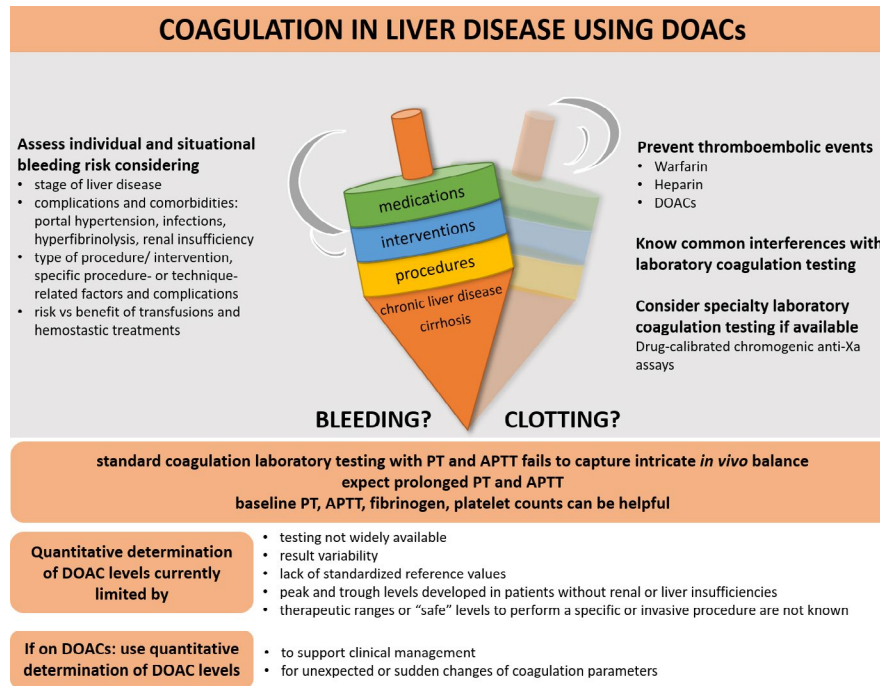 COAGULATION IN LIVER DISEASE USING DOACs
Assess individual and situational
bleeding risk considering
• stage of liver disease
• complications and comorbidities:
portal hypertension, infections,
hyperfibrinolysis, renal insufficiency
• type of procedure/ intervention,
specific procedure- or technique-
related factors and complications
• risk vs benefit of transfusions and
hemostatic treatments
medications
interventions
procedures
chronic liver disease
cirrhosis
BLEEDING?
CLOTTING?
Prevent thromboembolic events
• Warfarin
• Heparin
• DOACs
Know common interferences with
laboratory coagulation testing
Consider specialty laboratory
coagulation testing if available
Drug-calibrated chromogenic anti-Xa
assays
standard coagulation laboratory testing with PT and APTT fails to capture intricate in vivo balance
expect prolonged PT and APTT
baseline PT, APTT, fibrinogen, platelet counts can be helpful
Quantitative determination
of DOAC levels currently
limited by
• testing not widely available
• result variability
• lack of standardized reference values
• peak and trough levels developed in patients without renal or liver insufficiencies
• therapeutic ranges or “safe” levels to perform a specific or invasive procedure are not known
If on DOACs: use quantitative
determination of DOAC levels
• to support clinical management
• for unexpected or sudden changes of coagulation parameters